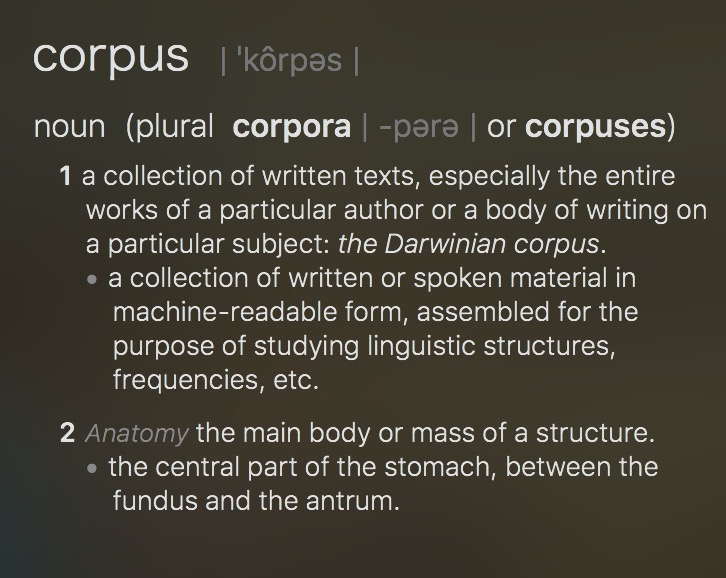 corpus | ˈkôrpəs |
noun (plural corpora | -pərə | or corpuses)
1 a collection of written texts, especially the entire
works of a particular author or a body of writing on
a particular subject: the Darwinian corpus.
• a collection of written or spoken material in
machine-readable form, assembled for the
purpose of studying linguistic structures,
frequencies, etc.
2 Anatomy the main body or mass of a structure.
• the central part of the stomach, between the
fundus and the antrum.